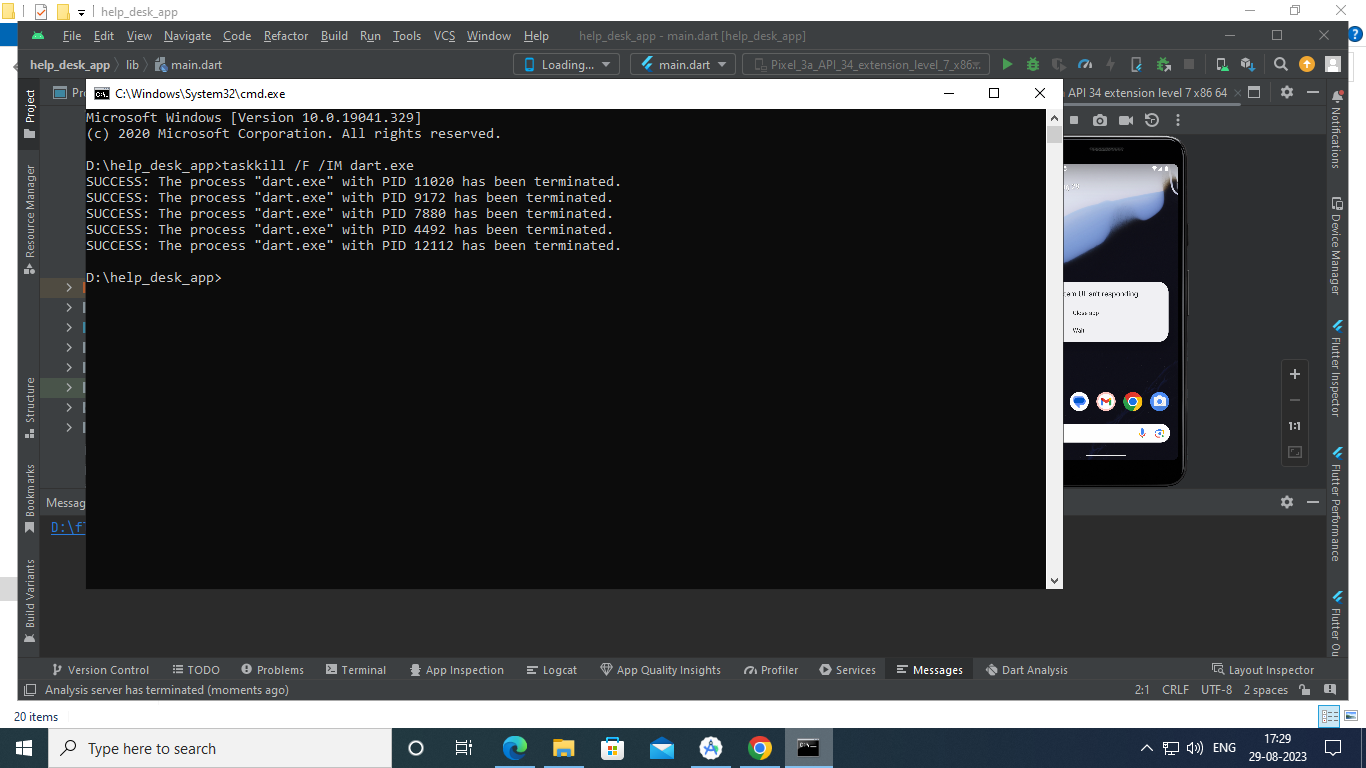 help_desk_app
File Edit View Navigate Code Refactor Build Run Tools VCS Window Help help_desk_app - main.dart [help_desk_app]
help_desk_app lib main.dart Loading... main.dart Pixel_3a_API_34_extension_level_7_x86...
C:\Windows\System32\cmd.exe
API 34 extension level 7 x86 64
Microsoft Windows [Version 10.0.19041.329]
(c) 2020 Microsoft Corporation. All rights reserved.
D:\help_desk_app>taskkill /F /IM dart.exe
SUCCESS: The process "dart.exe" with PID 11020 has been terminated.
SUCCESS: The process "dart.exe" with PID 9172 has been terminated.
SUCCESS: The process "dart.exe" with PID 7880 has been terminated.
SUCCESS: The process "dart.exe" with PID 4492 has been terminated.
SUCCESS: The process "dart.exe" with PID 12112 has been terminated.
D:\help_desk_app>
Project
Resource Manager
Structure
Bookmarks
Build Variants
UI isn't responding
Close app
Wait
1:1
Notifications
Device Manager
Flutter Inspector
Flutter Performance
Flutter Ou
Messag
D:\f
Version Control TODO Problems Terminal App Inspection Logcat App Quality Insights Profiler Services Messages Dart Analysis Layout Inspector
Analysis server has terminated (moments ago) 2:1 CRLF UTF-8 2 spaces
20 items
Type here to search ENG 17:29
29-08-2023